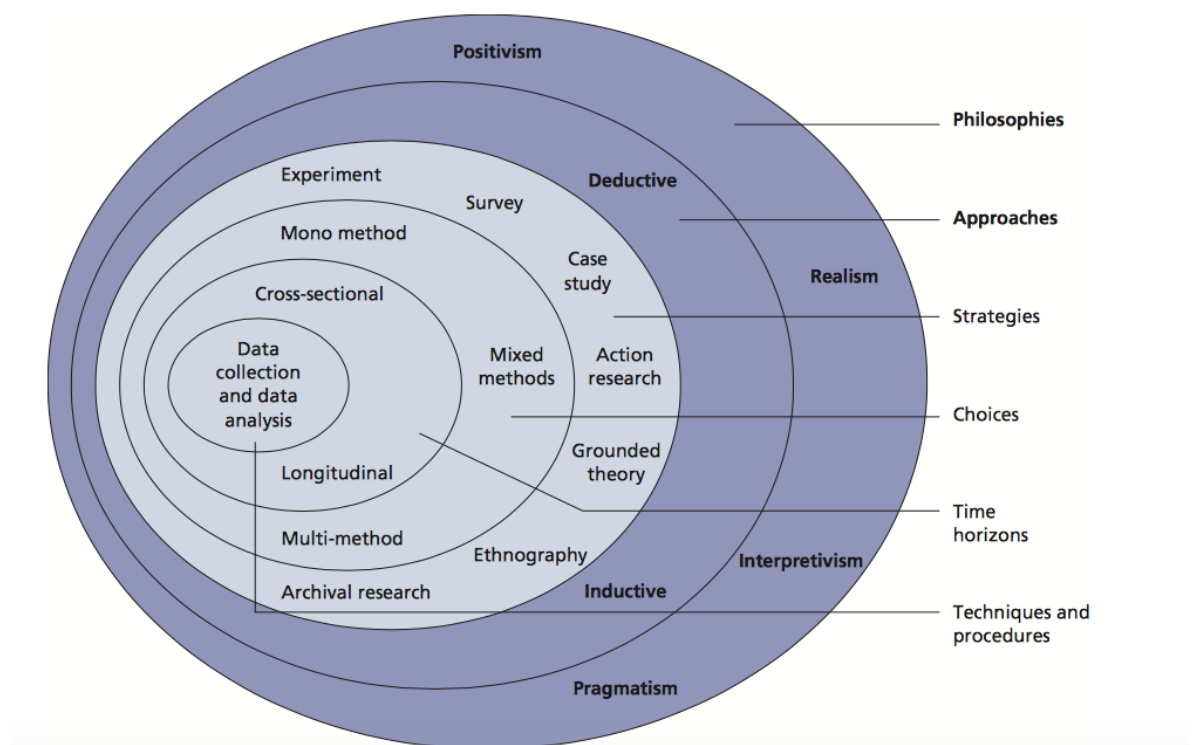 Positivism
Philosophies
Experiment
Deductive
Survey
Approaches
Mono method
Case
study
Realism
Cross-sectional
Strategies
Data
collection
and data
analysis
Mixed
methods
Action
research
Choices
Longitudinal
Grounded
theory
Time
horizons
Multi-method
Ethnography
Interpretivism
Archival research
Inductive
Techniques and
procedures
Pragmatism